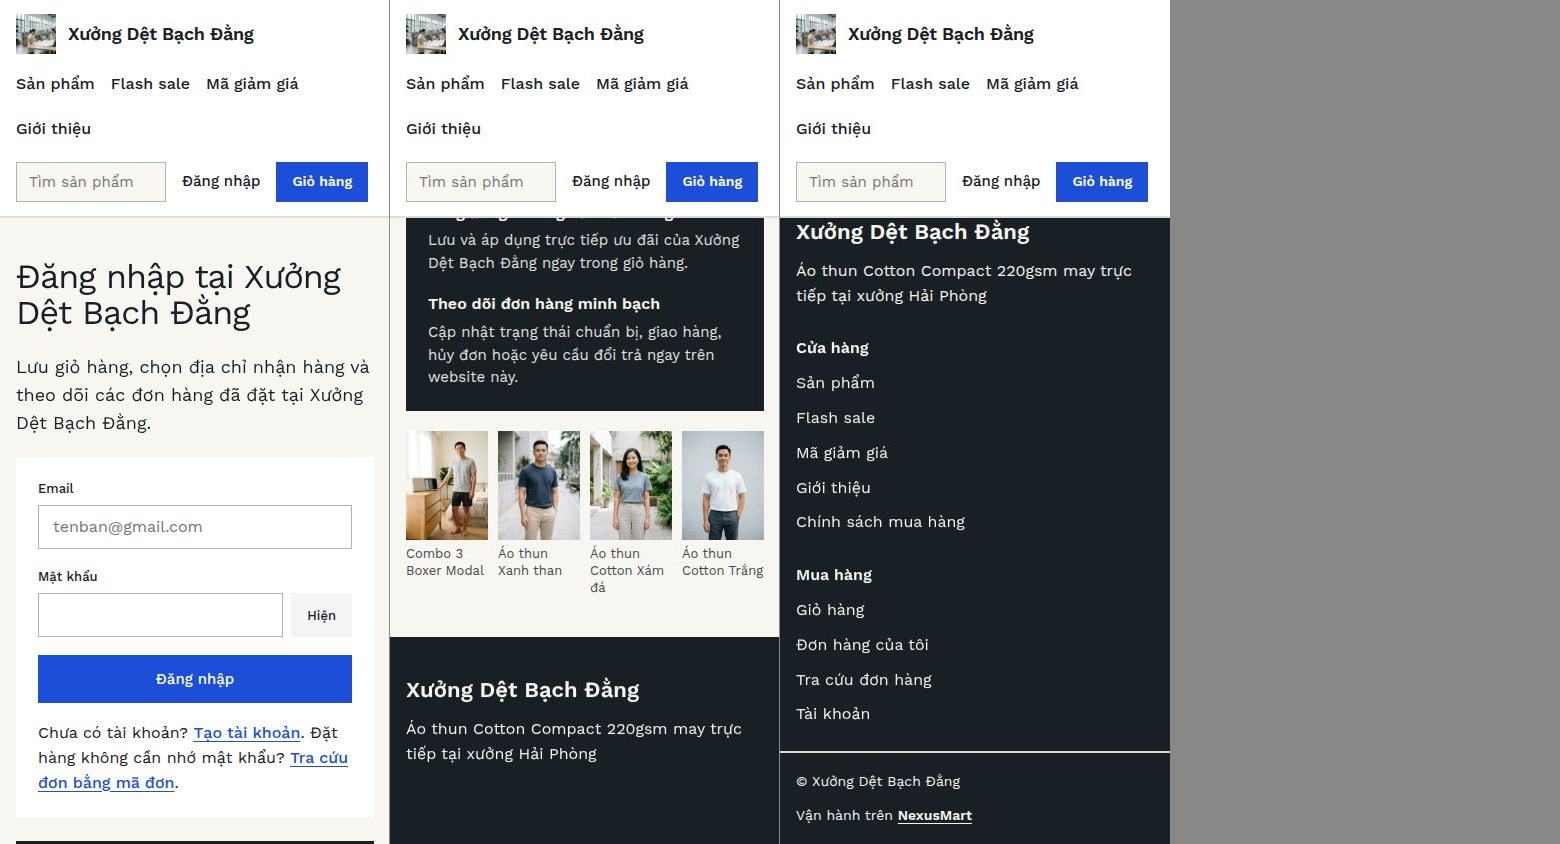 Xưởng Dệt Bạch Đằng
Sản phẩm Flash sale Mã giảm giá
Giới thiệu
Tìm sản phẩm Đăng nhập Giỏ hàng
Đăng nhập tại Xưởng
Dệt Bạch Đằng
Lưu giỏ hàng, chọn địa chỉ nhận hàng và
theo dõi các đơn hàng đã đặt tại Xưởng
Dệt Bạch Đằng.
Email
tenban@gmail.com
Mật khẩu
Hiện
Đăng nhập
Chưa có tài khoản? Tạo tài khoản. Đặt
hàng không cần nhớ mật khẩu? Tra cứu
đơn bằng mã đơn.
Xưởng Dệt Bạch Đằng
Sản phẩm Flash sale Mã giảm giá
Giới thiệu
Tìm sản phẩm Đăng nhập Giỏ hàng
Lưu và áp dụng trực tiếp ưu đãi của Xưởng
Dệt Bạch Đằng ngay trong giỏ hàng.
Theo dõi đơn hàng minh bạch
Cập nhật trạng thái chuẩn bị, giao hàng,
hủy đơn hoặc yêu cầu đổi trả ngay trên
website này.
Combo 3
Boxer Modal
Áo thun
Xanh than
Áo thun
Cotton Xám
đá
Áo thun
Cotton Trắng
Xưởng Dệt Bạch Đằng
Áo thun Cotton Compact 220gsm may trực
tiếp tại xưởng Hải Phòng
Xưởng Dệt Bạch Đằng
Sản phẩm Flash sale Mã giảm giá
Giới thiệu
Tìm sản phẩm Đăng nhập Giỏ hàng
Xưởng Dệt Bạch Đằng
Áo thun Cotton Compact 220gsm may trực
tiếp tại xưởng Hải Phòng
Cửa hàng
Sản phẩm
Flash sale
Mã giảm giá
Giới thiệu
Chính sách mua hàng
Mua hàng
Giỏ hàng
Đơn hàng của tôi
Tra cứu đơn hàng
Tài khoản
© Xưởng Dệt Bạch Đằng
Vận hành trên NexusMart